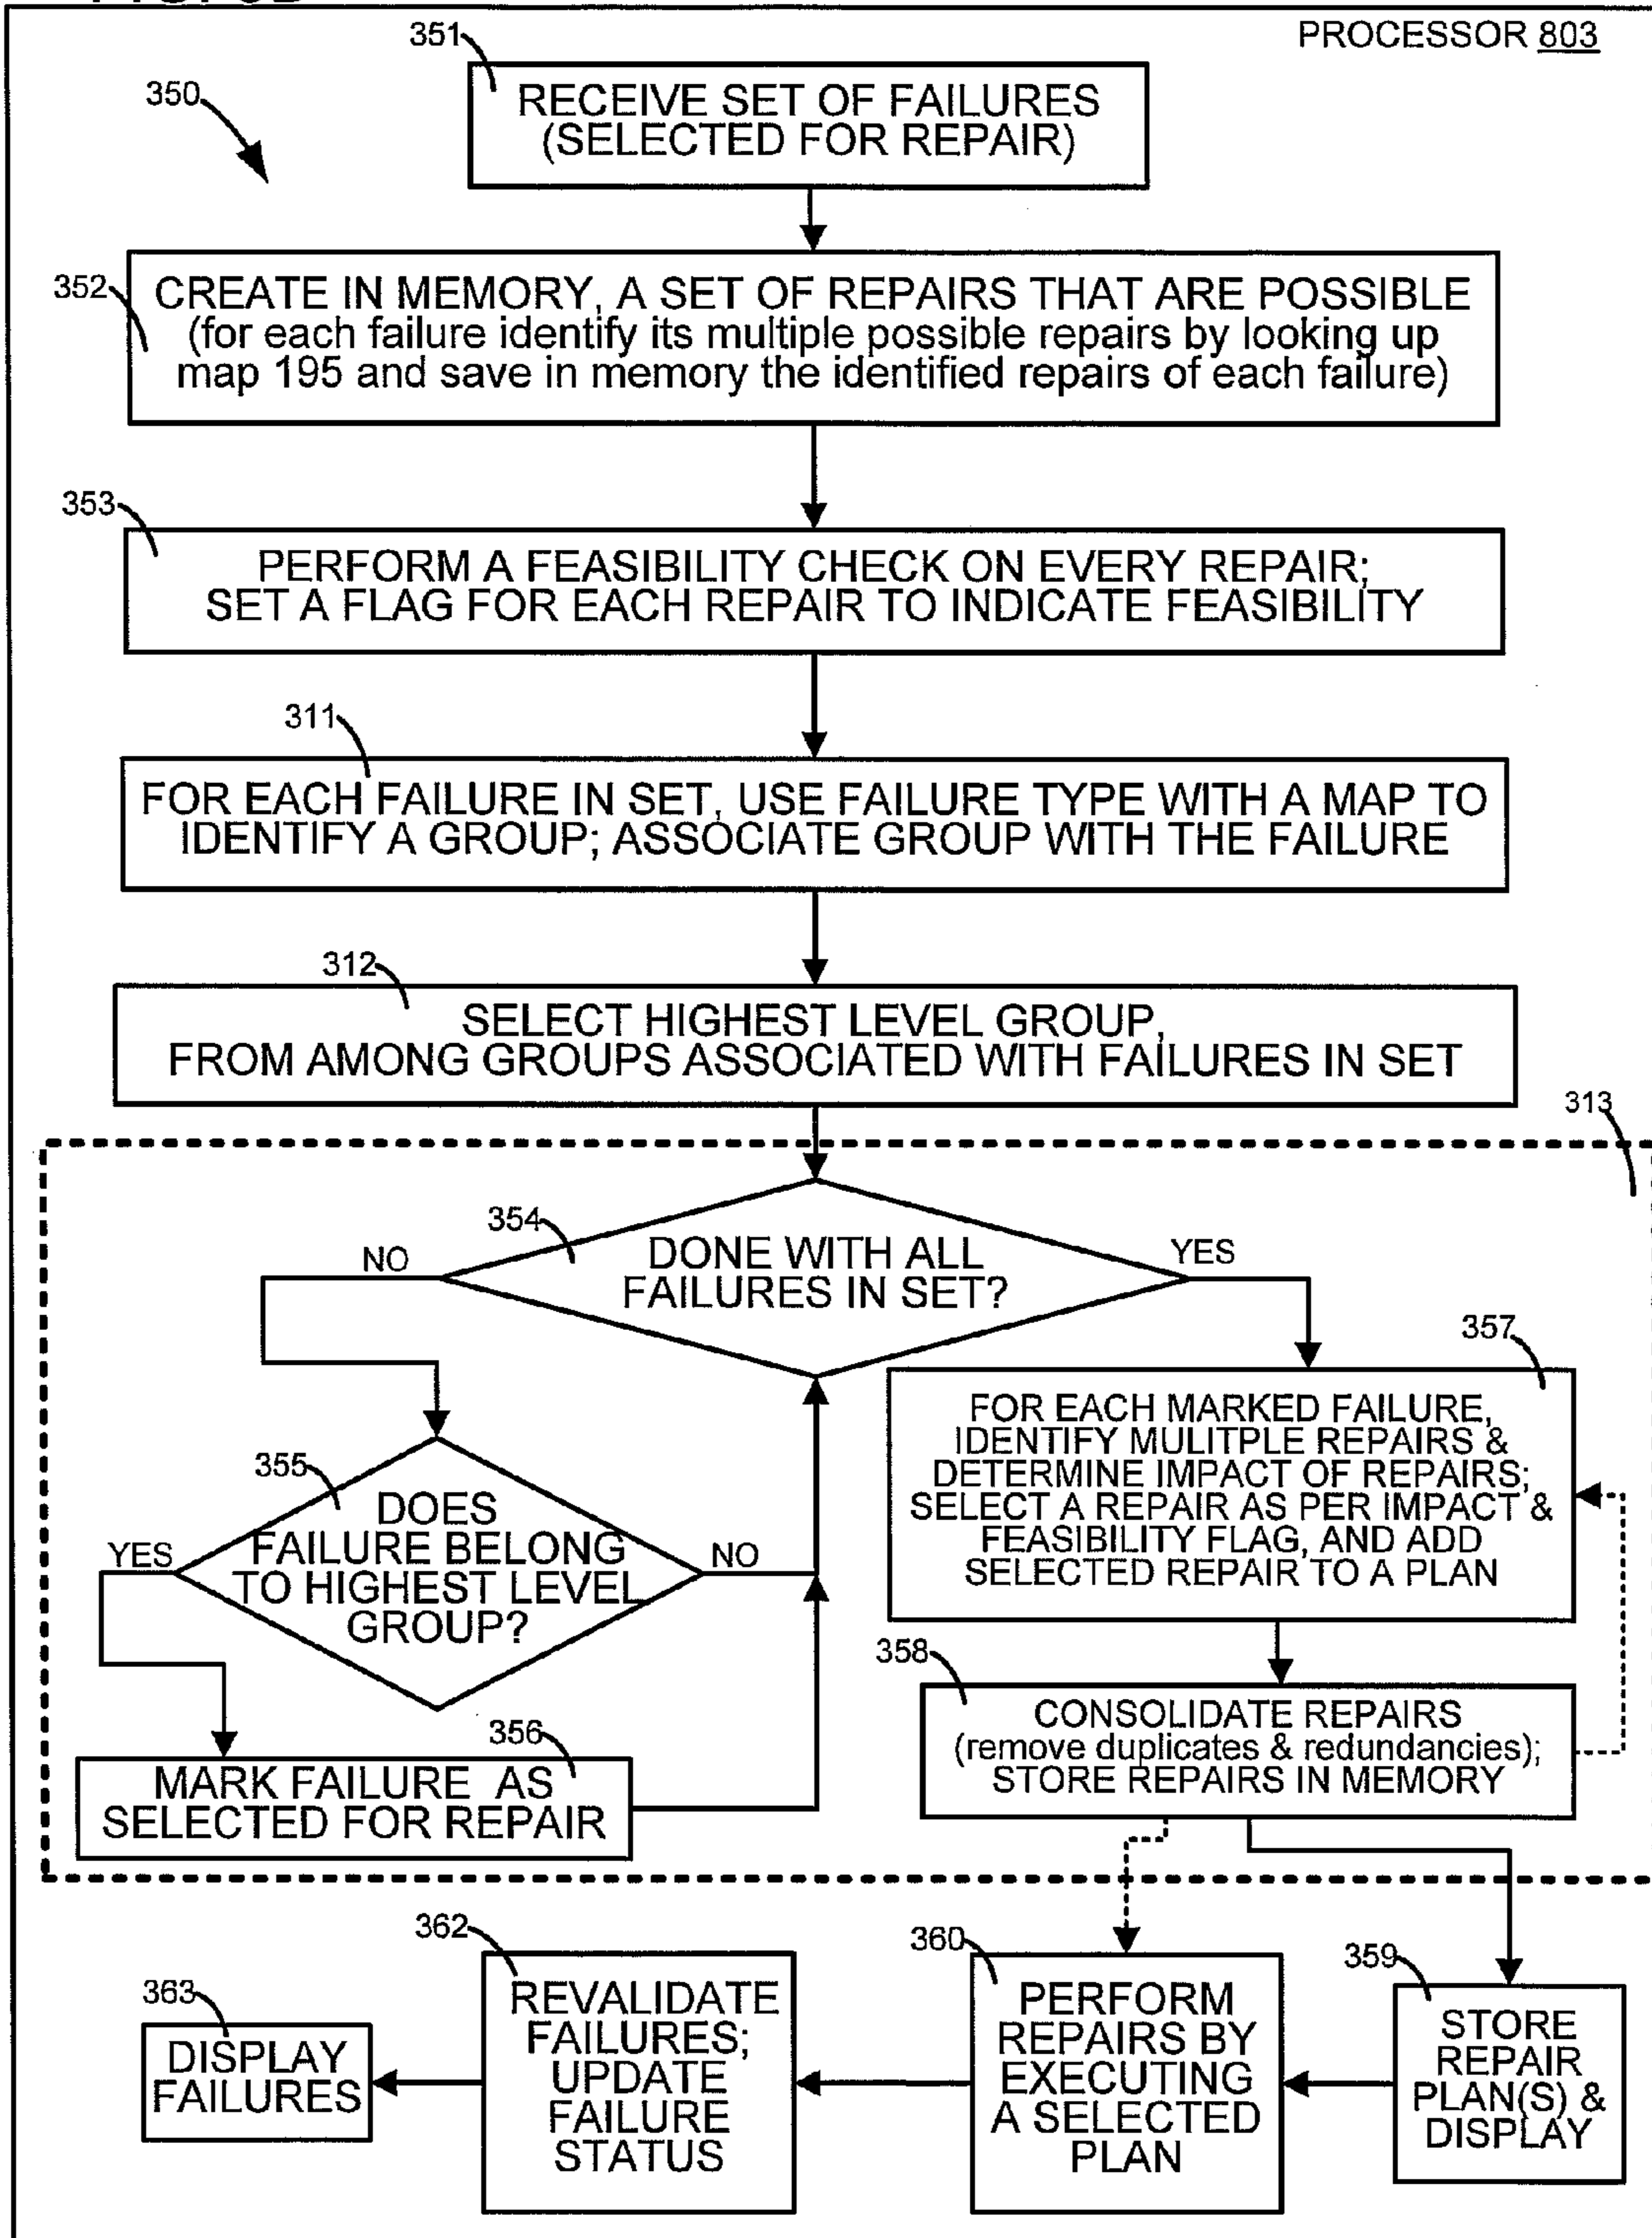 PROCESSOR 803
351
350
RECEIVE SET OF FAILURES
(SELECTED FOR REPAIR)
352
CREATE IN MEMORY, A SET OF REPAIRS THAT ARE POSSIBLE
(for each failure identify its multiple possible repairs by looking up
map 195 and save in memory the identified repairs of each failure)
353
PERFORM A FEASIBILITY CHECK ON EVERY REPAIR;
SET A FLAG FOR EACH REPAIR TO INDICATE FEASIBILITY
311
FOR EACH FAILURE IN SET, USE FAILURE TYPE WITH A MAP TO
IDENTIFY A GROUP; ASSOCIATE GROUP WITH THE FAILURE
312
SELECT HIGHEST LEVEL GROUP,
FROM AMONG GROUPS ASSOCIATED WITH FAILURES IN SET
313
354
NO
DONE WITH ALL
FAILURES IN SET?
YES
355
YES
DOES
FAILURE BELONG
TO HIGHEST LEVEL
GROUP?
NO
356
MARK FAILURE AS
SELECTED FOR REPAIR
357
FOR EACH MARKED FAILURE,
IDENTIFY MULITPLE REPAIRS &
DETERMINE IMPACT OF REPAIRS;
SELECT A REPAIR AS PER IMPACT &
FEASIBILITY FLAG, AND ADD
SELECTED REPAIR TO A PLAN
358
CONSOLIDATE REPAIRS
(remove duplicates & redundancies);
STORE REPAIRS IN MEMORY
363
DISPLAY
FAILURES
362
REVALIDATE
FAILURES;
UPDATE
FAILURE
STATUS
360
PERFORM
REPAIRS BY
EXECUTING
A SELECTED
PLAN
359
STORE
REPAIR
PLAN(S) &
DISPLAY